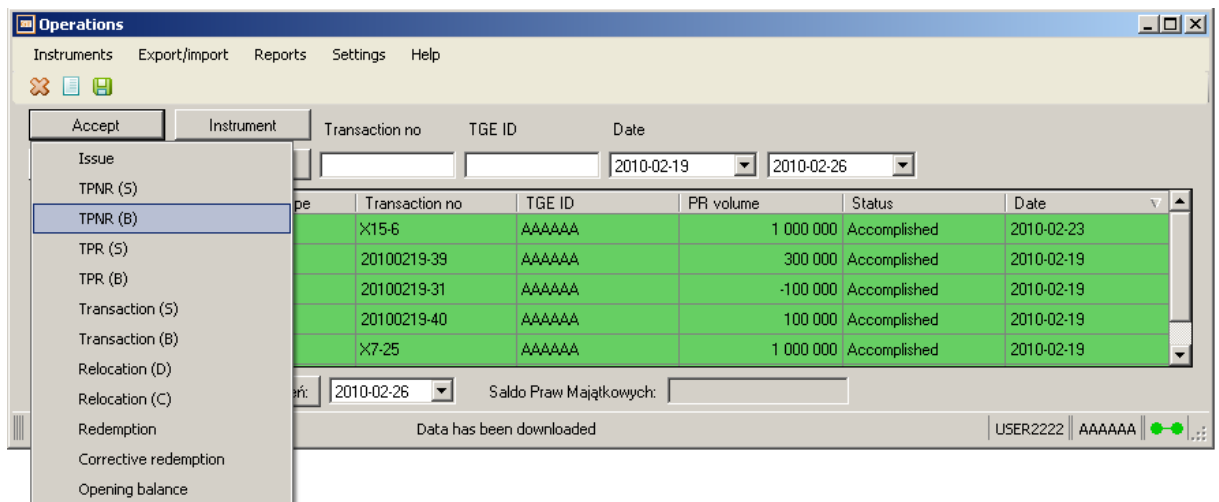 Operations
Instruments Export/import Reports Settings Help
Accept Instrument Transaction no TGE ID Date
2010-02-19 2010-02-26
Issue
TPNR (S)
TPNR (B)
TPR (S)
TPR (B)
Transaction (S)
Transaction (B)
Relocation (D)
Relocation (C)
Redemption
Corrective redemption
Opening balance
pe Transaction no TGE ID PR volume Status Date
X15-6 AAAAAA 1 000 000 Accomplished 2010-02-23
20100219-39 AAAAAA 300 000 Accomplished 2010-02-19
20100219-31 AAAAAA -100 000 Accomplished 2010-02-19
20100219-40 AAAAAA 100 000 Accomplished 2010-02-19
X7-25 AAAAAA 1 000 000 Accomplished 2010-02-19
eń: 2010-02-26 Saldo Praw Majątkowych:
Data has been downloaded USER2222 AAAAAA